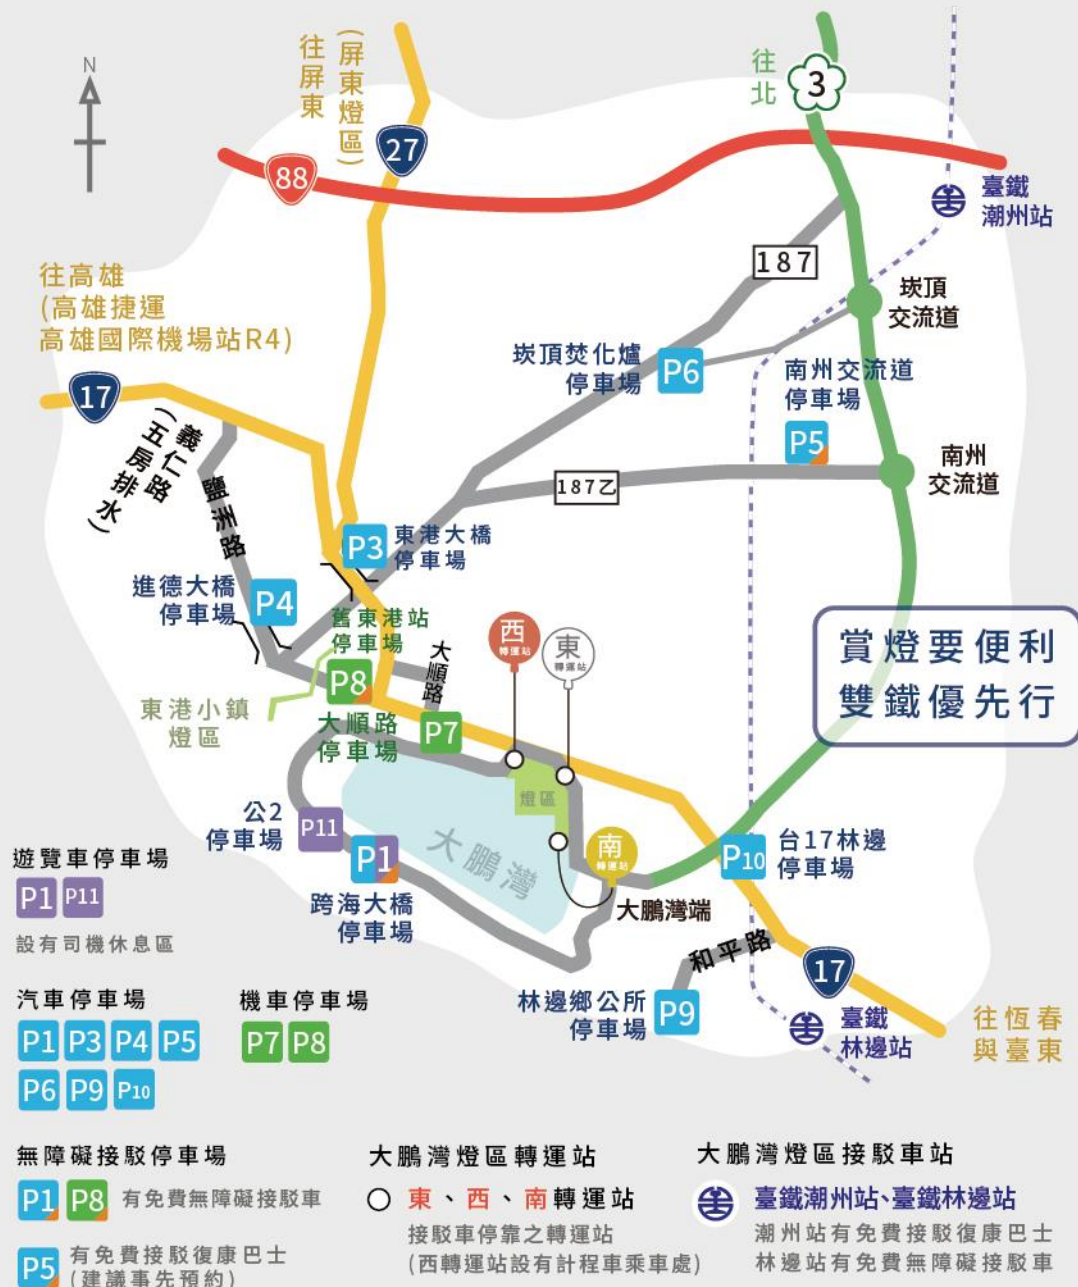 N
往屏東
(屏東燈區)
27
88
往北
3
臺鐵
潮州站
往高雄
(高雄捷運
高雄國際機場站R4)
17
187
崁頂
交流道
崁頂焚化爐
停車場
P6
南州交流道
停車場
P5
南州
交流道
187乙
義仁路
(五房排水)
鹽洲路
P3
東港大橋
停車場
進德大橋
停車場
P4
舊東港站
停車場
P8
大順路
西
轉運站
東
轉運站
賞燈要便利
雙鐵優先行
東港小鎮
燈區
大順路
停車場
P7
燈區
公2
停車場
P11
P1
大鵬灣
南
轉運站
P10
台17林邊
停車場
跨海大橋
停車場
大鵬灣端
和平路
17
林邊鄉公所
停車場
P9
臺鐵
林邊站
往恆春
與臺東
遊覽車停車場
P1 P11
設有司機休息區
汽車停車場
P1 P3 P4 P5
P6 P9 P10
機車停車場
P7 P8
無障礙接駁停車場
P1 P8 有免費無障礙接駁車
P5 有免費接駁復康巴士
(建議事先預約)
大鵬灣燈區轉運站
東、西、南轉運站
接駁車停靠之轉運站
(西轉運站設有計程車乘車處)
大鵬灣燈區接駁車站
臺鐵潮州站、臺鐵林邊站
潮州站有免費接駁復康巴士
林邊站有免費無障礙接駁車